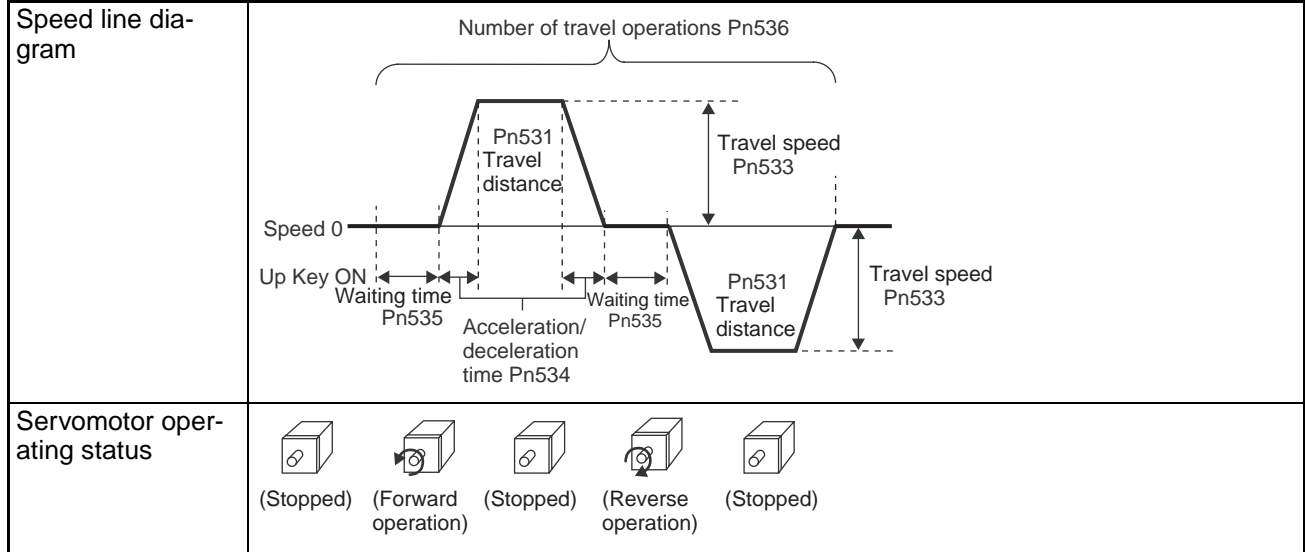 Speed line dia-
gram
Number of travel operations Pn536
Pn531
Travel
distance
Travel speed
Pn533
Speed 0
Up Key ON
Waiting time
Pn535
Acceleration/
deceleration
time Pn534
Waiting time
Pn535
Pn531
Travel
distance
Travel speed
Pn533
Servomotor oper-
ating status
(Stopped)
(Forward
operation)
(Stopped)
(Reverse
operation)
(Stopped)